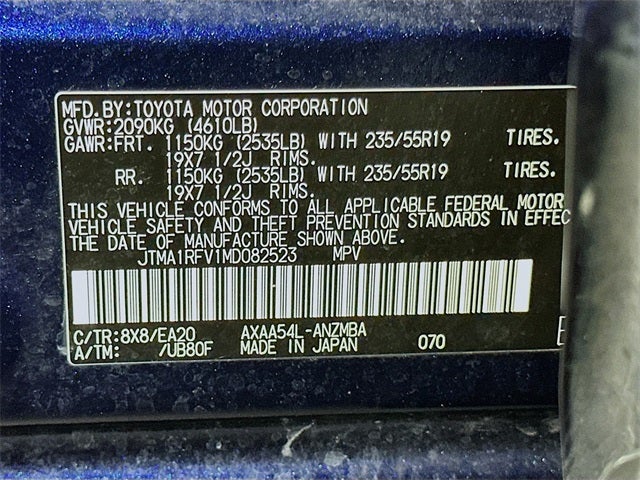 MFD.BY:TOYOTA MOTOR CORPORATION
GVWR:2090KG (4610LB)
GAWR:FRT. 1150KG (2535LB) WITH 235/55R19 TIRES.
19X7 1/2J RIMS.
RR. 1150KG (2535LB) WITH 235/55R19 TIRES.
19X7 1/2J RIMS.
THIS VEHICLE CONFORMS TO ALL APPLICABLE FEDERAL MOTOR
VEHICLE SAFETY AND THEFT PREVENTION STANDARDS IN EFFEC
THE DATE OF MANUFACTURE SHOWN ABOVE.
JTMA1RFV1MD082523 MPV
C/TR:8X8/EA20 AXAA54L-ANZMBA
A/TM: /UB80F MADE IN JAPAN 070